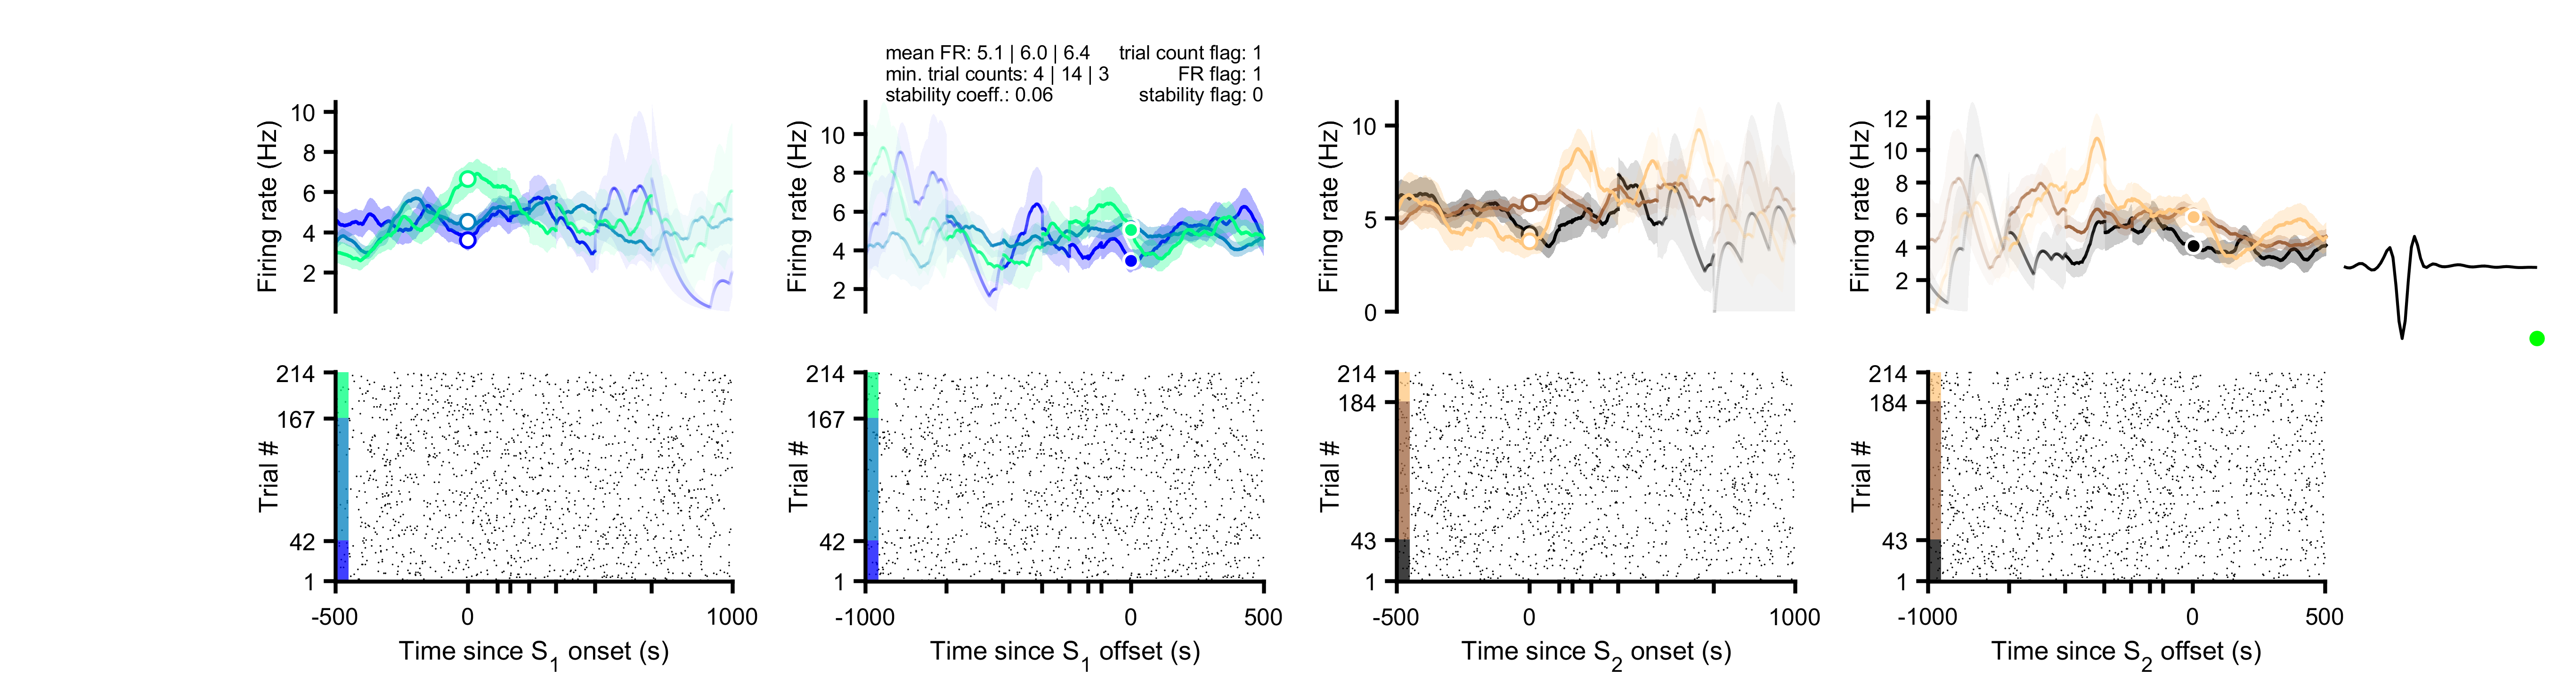 mean FR: 5.1 | 6.0 | 6.4 trial count flag: 1
min. trial counts: 4 | 14 | 3 FR flag: 1
stability coeff.: 0.06 stability flag: 0
Firing rate (Hz)
10
8
6
4
2
Firing rate (Hz)
10
8
6
4
2
Firing rate (Hz)
10
5
0
Firing rate (Hz)
12
10
8
6
4
2
Trial #
214
167
42
1
-500 0 1000
Time since S1 onset (s)
Trial #
214
167
42
1
-1000 0 500
Time since S1 offset (s)
Trial #
214
184
43
1
-500 0 1000
Time since S2 onset (s)
Trial #
214
184
43
1
-1000 0 500
Time since S2 offset (s)